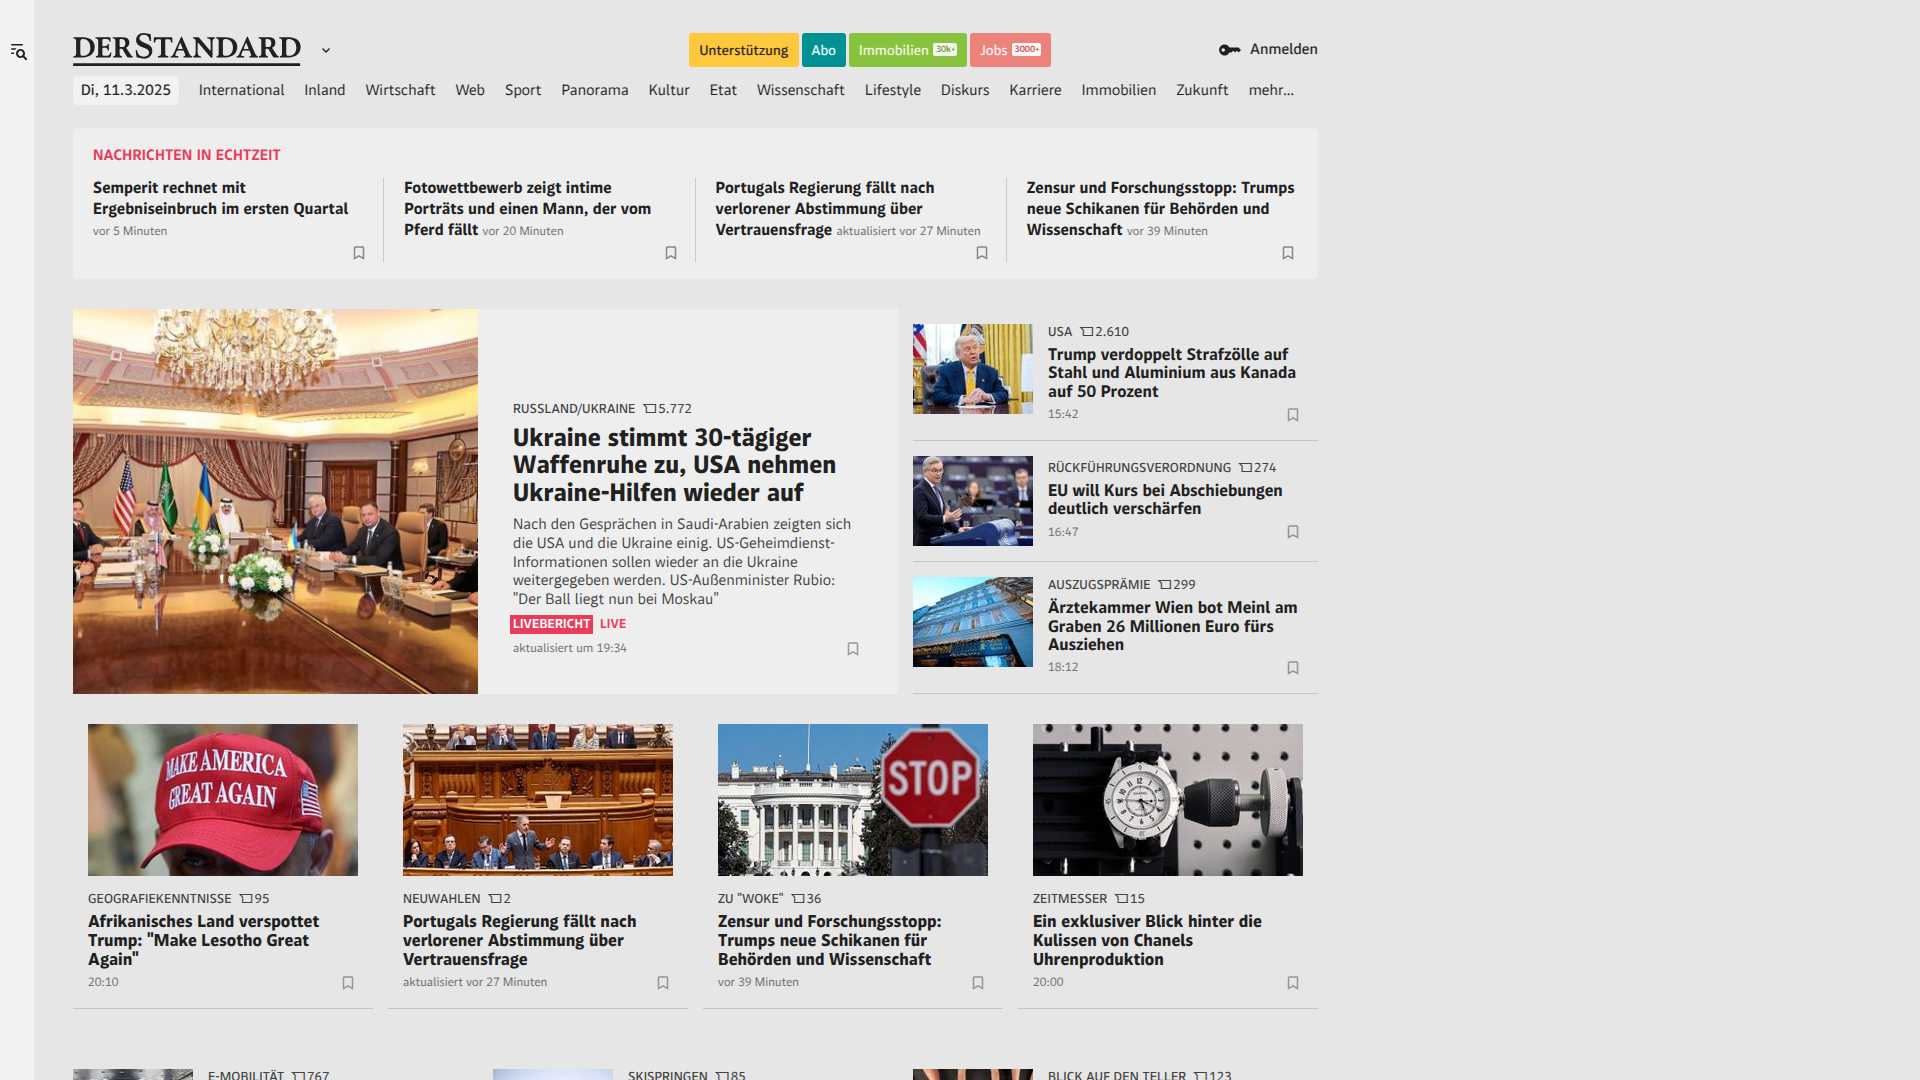 DERSTANDARD
Unterstützung Abo Immobilien 30k+ Jobs 3000+
Anmelden
Di, 11.3.2025 International Inland Wirtschaft Web Sport Panorama Kultur Etat Wissenschaft Lifestyle Diskurs Karriere Immobilien Zukunft mehr...
NACHRICHTEN IN ECHTZEIT
Semperit rechnet mit
Ergebniseinbruch im ersten Quartal
vor 5 Minuten
Fotowettbewerb zeigt intime
Porträts und einen Mann, der vom
Pferd fällt vor 20 Minuten
Portugals Regierung fällt nach
verlorener Abstimmung über
Vertrauensfrage aktualisiert vor 27 Minuten
Zensur und Forschungsstopp: Trumps
neue Schikanen für Behörden und
Wissenschaft vor 39 Minuten
RUSSLAND/UKRAINE 5.772
Ukraine stimmt 30-tägiger
Waffenruhe zu, USA nehmen
Ukraine-Hilfen wieder auf
Nach den Gesprächen in Saudi-Arabien zeigten sich
die USA und die Ukraine einig. US-Geheimdienst-
Informationen sollen wieder an die Ukraine
weitergegeben werden. US-Außenminister Rubio:
"Der Ball liegt nun bei Moskau"
LIVEBERICHT LIVE
aktualisiert um 19:34
USA 2.610
Trump verdoppelt Strafzölle auf
Stahl und Aluminium aus Kanada
auf 50 Prozent
15:42
RÜCKFÜHRUNGSVERORDNUNG 274
EU will Kurs bei Abschiebungen
deutlich verschärfen
16:47
AUSZUGSPRÄMIE 299
Ärztekammer Wien bot Meinl am
Graben 26 Millionen Euro fürs
Ausziehen
18:12
MAKE AMERICA
GREAT AGAIN
GEOGRAFIEKENNTNISSE 95
Afrikanisches Land verspottet
Trump: "Make Lesotho Great
Again"
20:10
NEUWAHLEN 2
Portugals Regierung fällt nach
verlorener Abstimmung über
Vertrauensfrage
aktualisiert vor 27 Minuten
STOP
ZU "WOKE" 36
Zensur und Forschungsstopp:
Trumps neue Schikanen für
Behörden und Wissenschaft
vor 39 Minuten
ZEITMESSER 15
Ein exklusiver Blick hinter die
Kulissen von Chanels
Uhrenproduktion
20:00
E-MOBILITÄT 767
SKISPRINGEN 85
BLICK AUF DEN TELLER 123